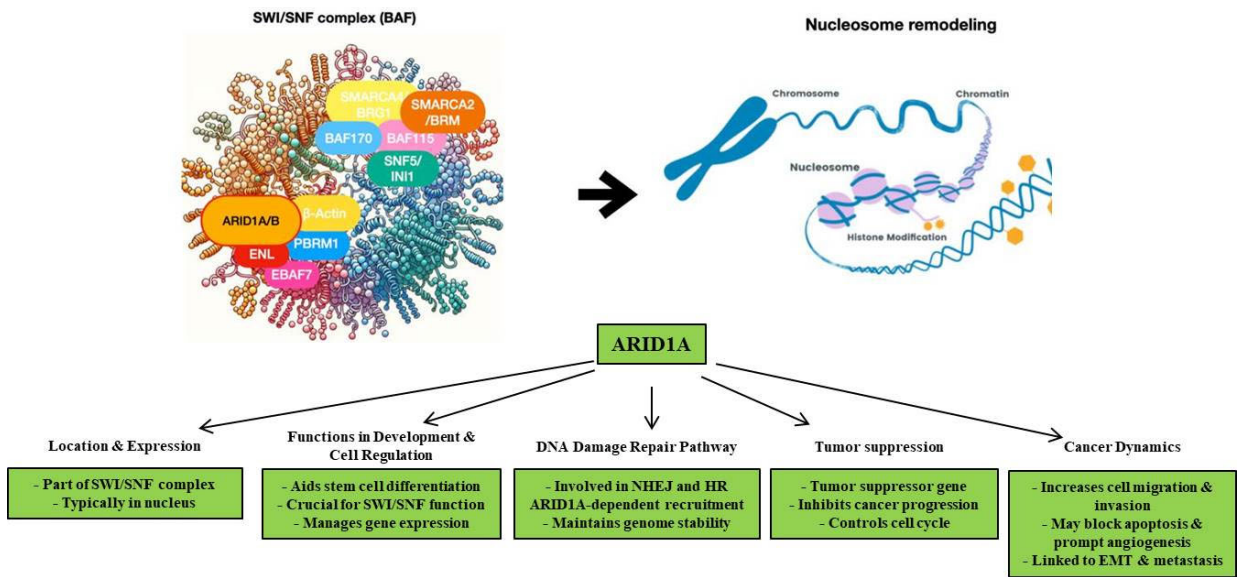 SWI/SNF complex (BAF)
Nucleosome remodeling
SMARCA4
BRG1
SMARCA2
/BRM
BAF170
BAF115
SNF5/
INI1
ARID1A/B
β-Actin
PBRM1
ENL
EBAF7
Chromosome
Chromatin
Nucleosome
Histone Modification
ARID1A
Location & Expression
- Part of SWI/SNF complex
- Typically in nucleus
Functions in Development &
Cell Regulation
- Aids stem cell differentiation
- Crucial for SWI/SNF function
- Manages gene expression
DNA Damage Repair Pathway
- Involved in NHEJ and HR
ARID1A-dependent recruitment
- Maintains genome stability
Tumor suppression
- Tumor suppressor gene
- Inhibits cancer progression
- Controls cell cycle
Cancer Dynamics
- Increases cell migration &
invasion
- May block apoptosis &
prompt angiogenesis
- Linked to EMT & metastasis